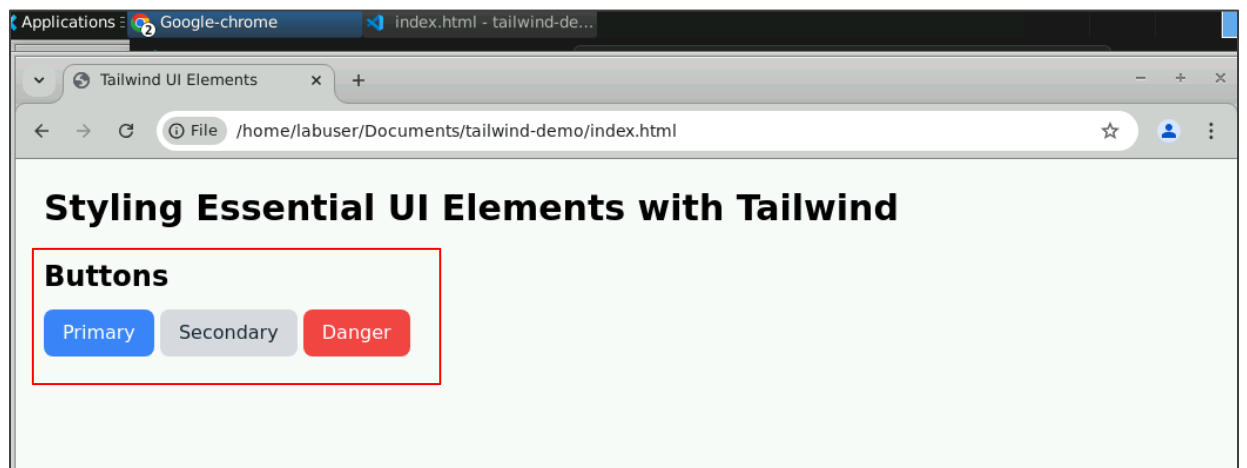 Applications
2 Google-chrome
index.html - tailwind-de...
Tailwind UI Elements
File /home/labuser/Documents/tailwind-demo/index.html
Styling Essential UI Elements with Tailwind
Buttons
Primary Secondary Danger